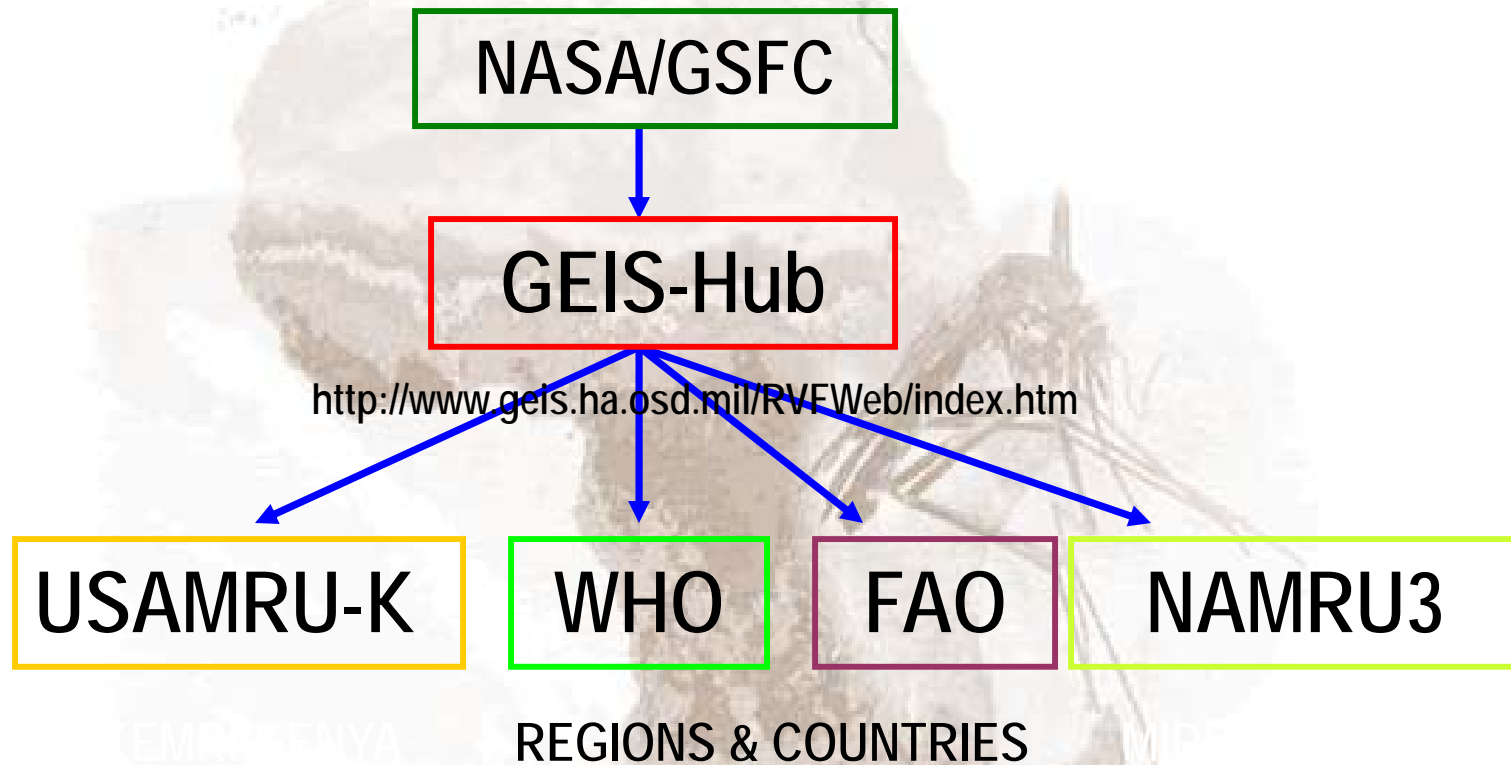 NASA/GSFC
GEIS-Hub
http://www.geis.ha.osd.mil/RVFWeb/index.htm
USAMRU-K WHO FAO NAMRU3
REGIONS & COUNTRIES